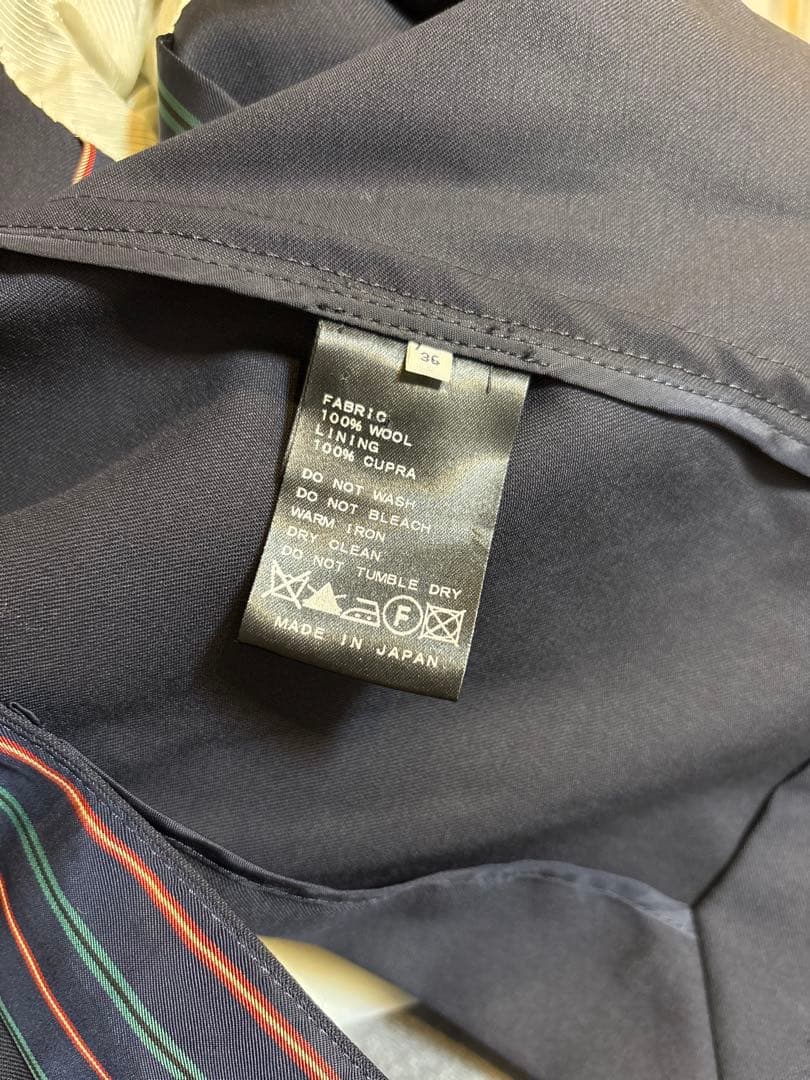 36
FABRIC
100% WOOL
LINING
100% CUPRA
DO NOT WASH
DO NOT BLEACH
WARM IRON
DRY CLEAN
DO NOT TUMBLE DRY
F
MADE IN JAPAN